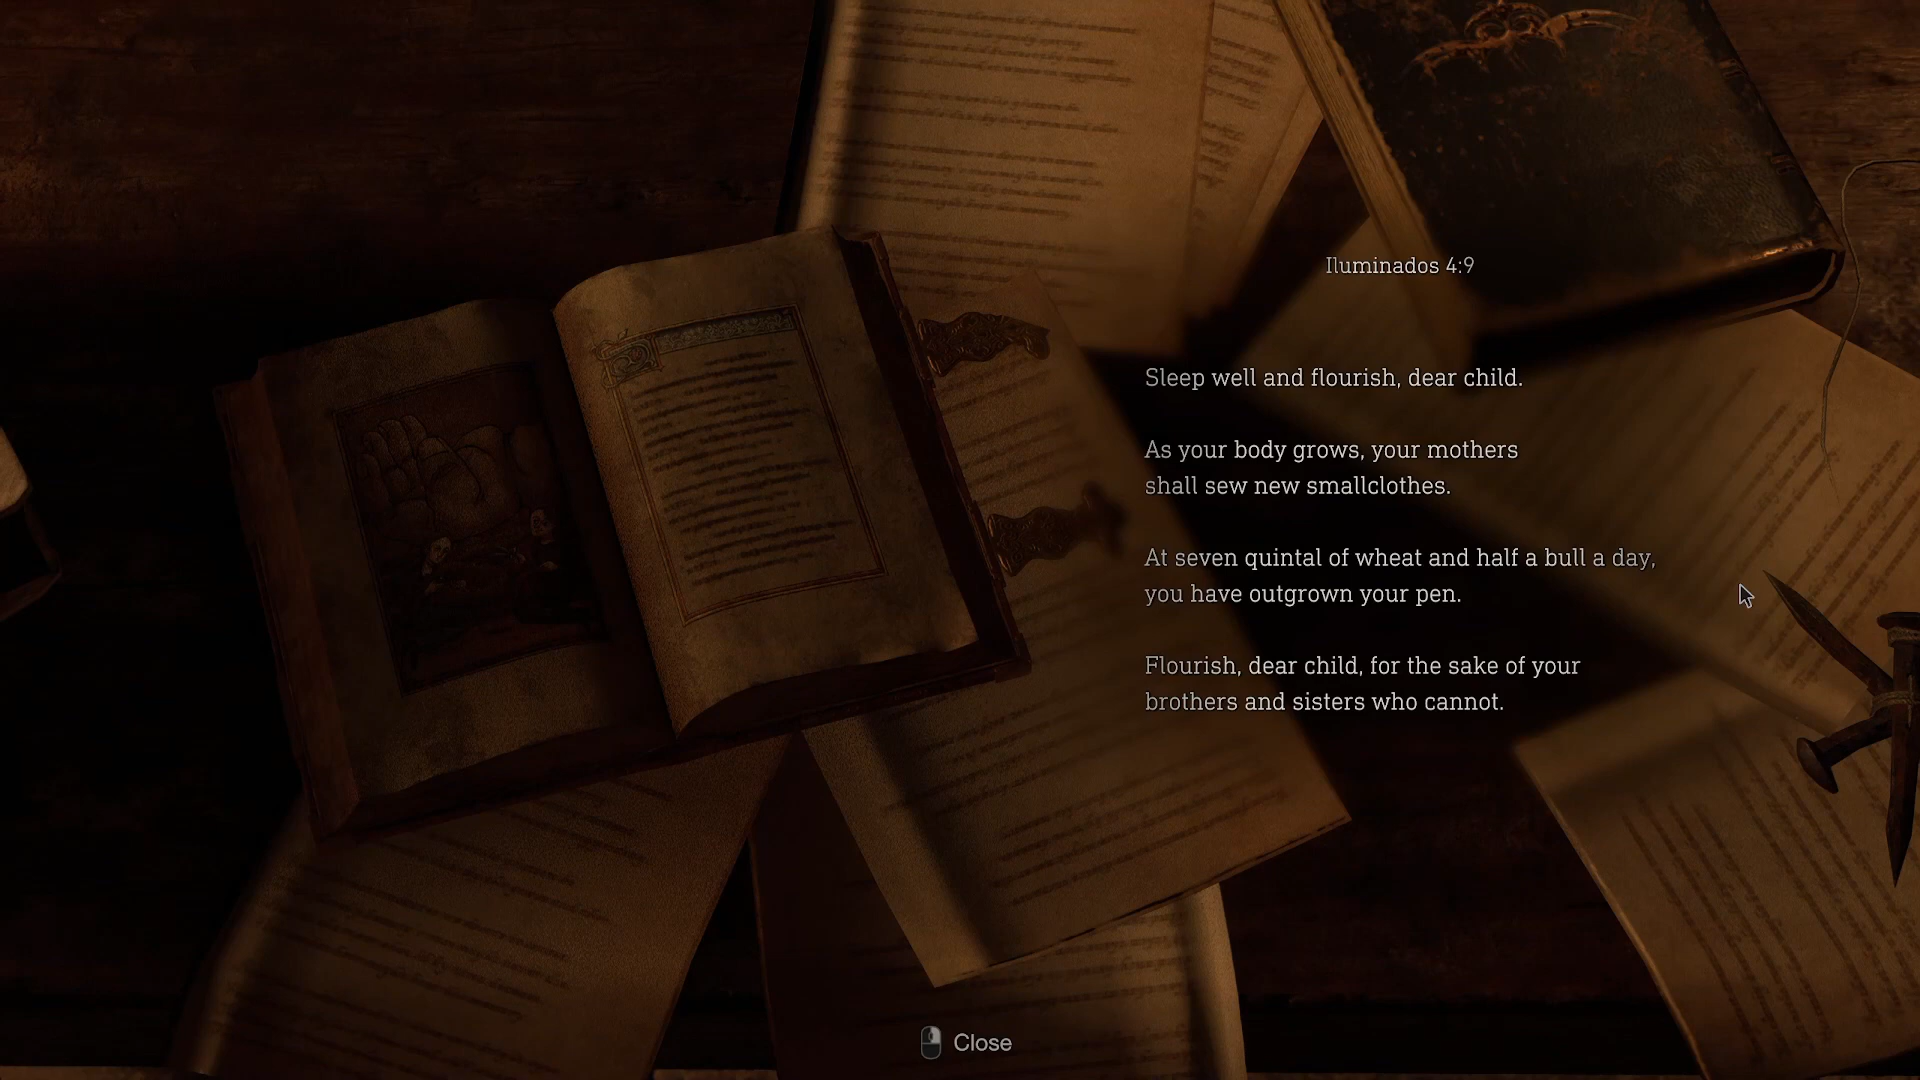 Iluminados 4:9
Sleep well and flourish, dear child.
As your body grows, your mothers
shall sew new smallclothes.
At seven quintal of wheat and half a bull a day,
you have outgrown your pen.
Flourish, dear child, for the sake of your
brothers and sisters who cannot.
Close